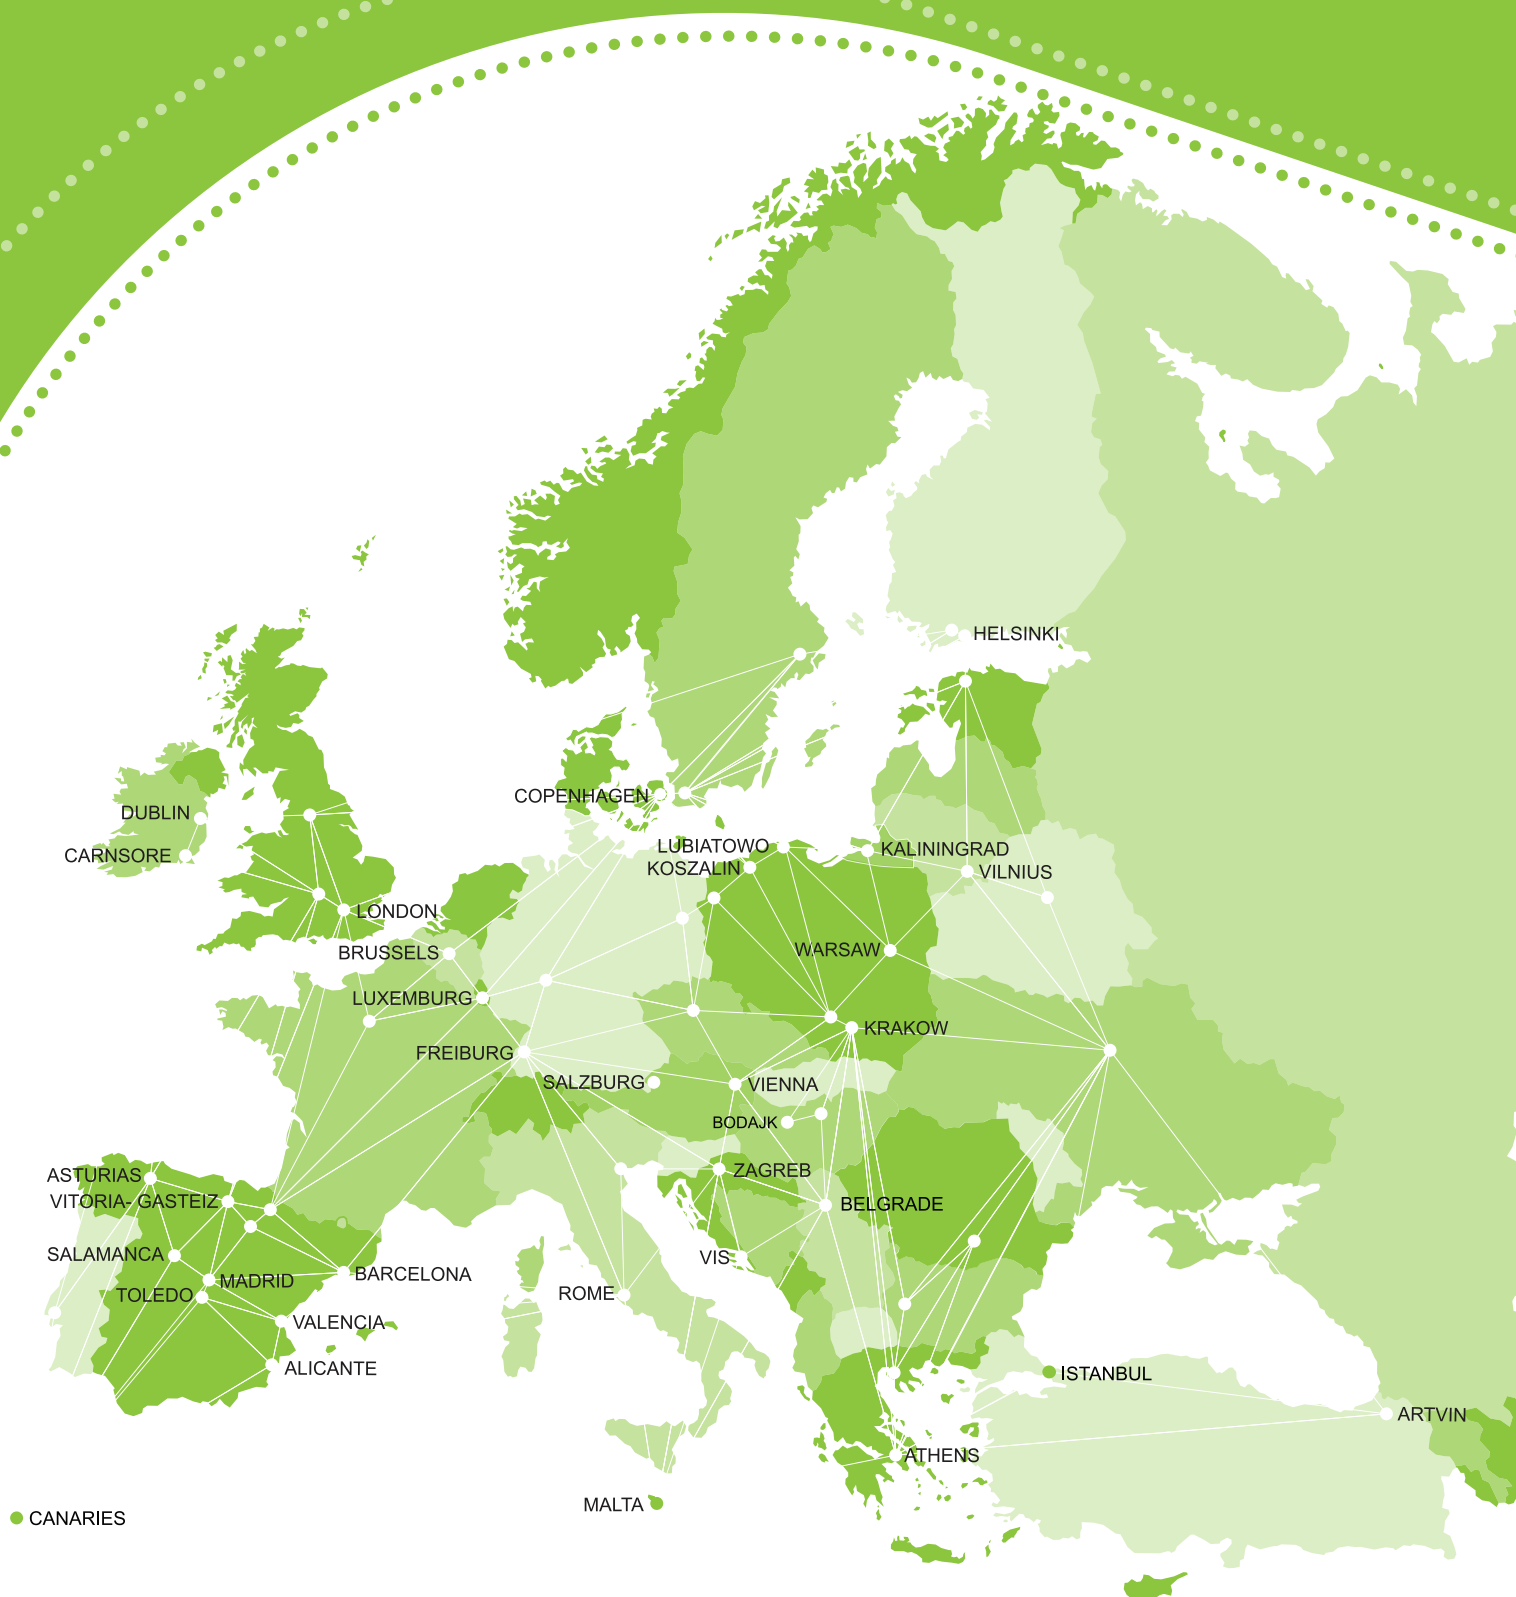 HELSINKI
COPENHAGEN
DUBLIN
LUBIATOWO
KALININGRAD
CARNSORE
KOSZALIN
VILNIUS
LONDON
WARSAW
BRUSSELS
LUXEMBURG
KRAKOW
FREIBURG
SALZBURG
VIENNA
BODAJK
ZAGREB
ASTURIAS
VITORIA- GASTEIZ
BELGRADE
SALAMANCA
VIS
BARCELONA
MADRID
TOLEDO
ROME
VALENCIA
ALICANTE
ISTANBUL
ARTVIN
ATHENS
MALTA
CANARIES